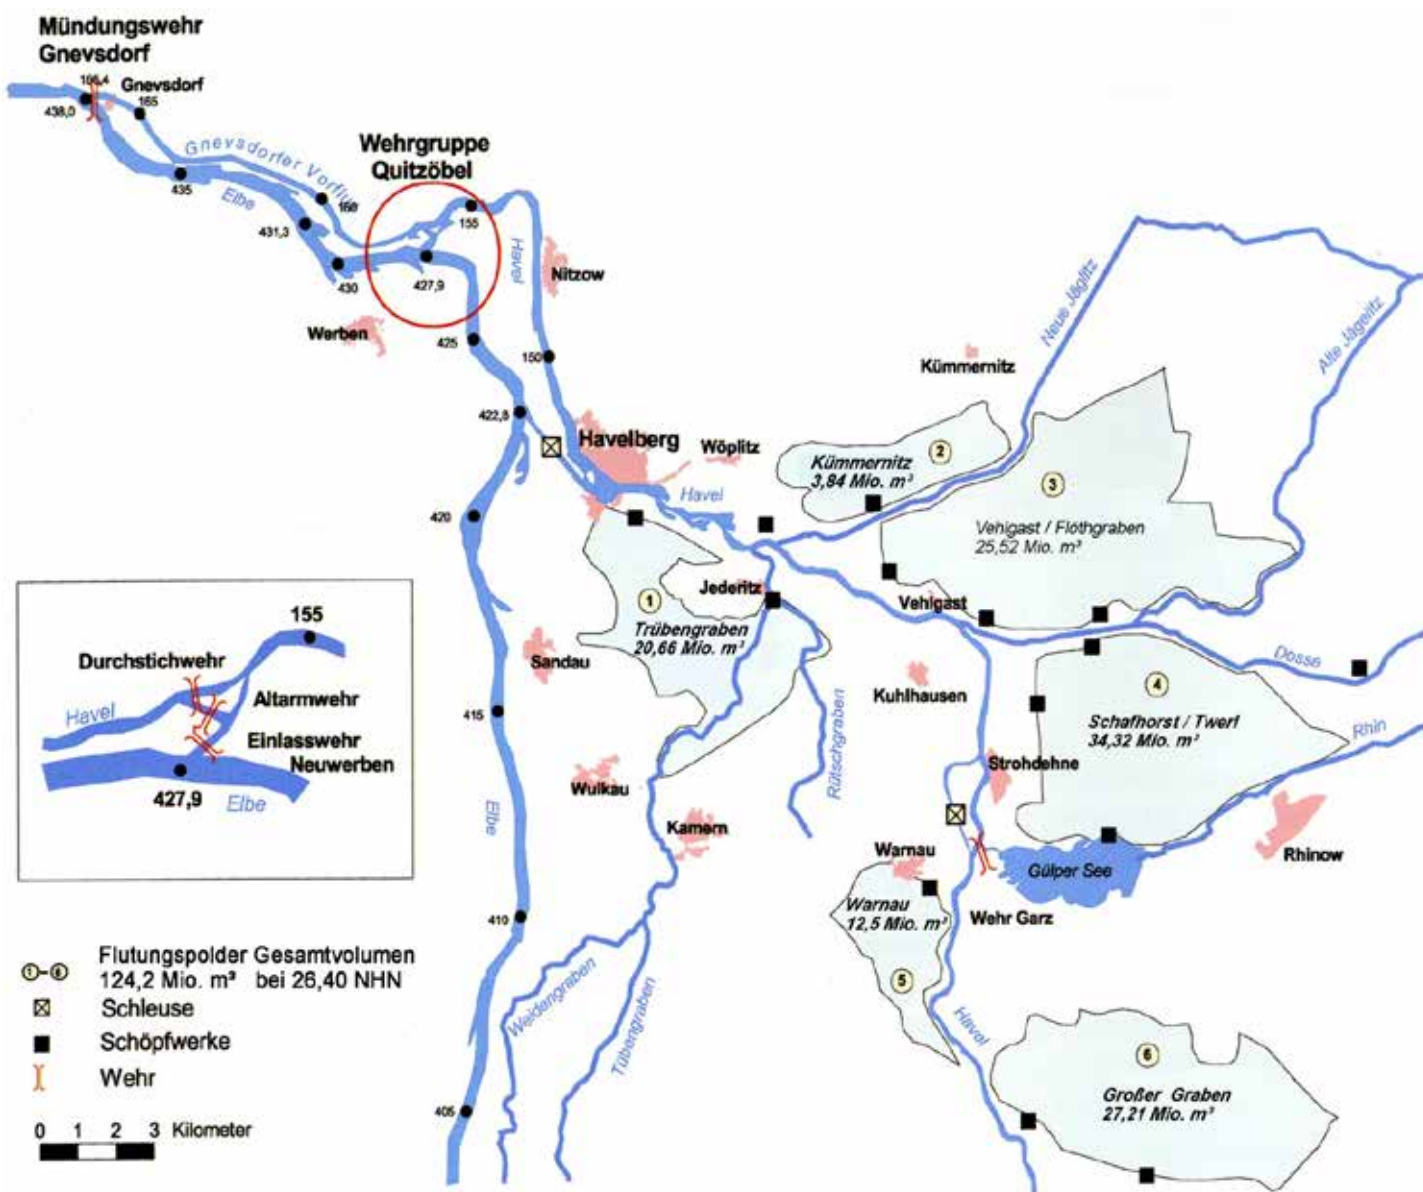 Mündungswehr
Gnevsdorf
Gnevsdorf
165
438,0
Gnevsdorfer Vorflut
Wehrgruppe
Quitzöbel
435
Elbe
155
431,3
430
427,9
Havel
Nitzow
Werben
425
150
422,8
Neue Jäglitz
Alte Jägelitz
Kümmernitz
Havelberg
Wöplitz
2
Kümmernitz
3,84 Mio. m³
3
Vehlgast / Flöthgraben
25,52 Mio. m³
Havel
420
Jederitz
1
Trübengraben
20,66 Mio. m³
Vehlgast
Sandau
Kuhlhausen
Dosse
4
Schafhorst / Twerl
34,32 Mio. m³
Rhin
415
Rütschgraben
Strohdehne
Wulkau
Elbe
Kamern
Warnau
Rhinow
Gülper See
Warnau
12,5 Mio. m³
Wehr Garz
410
5
Weidengraben
Tübengraben
Havel
6
Großer Graben
27,21 Mio. m³
405
155
Durchstichwehr
Altarmwehr
Havel
Einlasswehr
Neuwerben
427,9
Elbe
1-6 Flutungspolder Gesamtvolumen
124,2 Mio. m³ bei 26,40 NHN
Schleuse
Schöpfwerke
Wehr
0 1 2 3 Kilometer